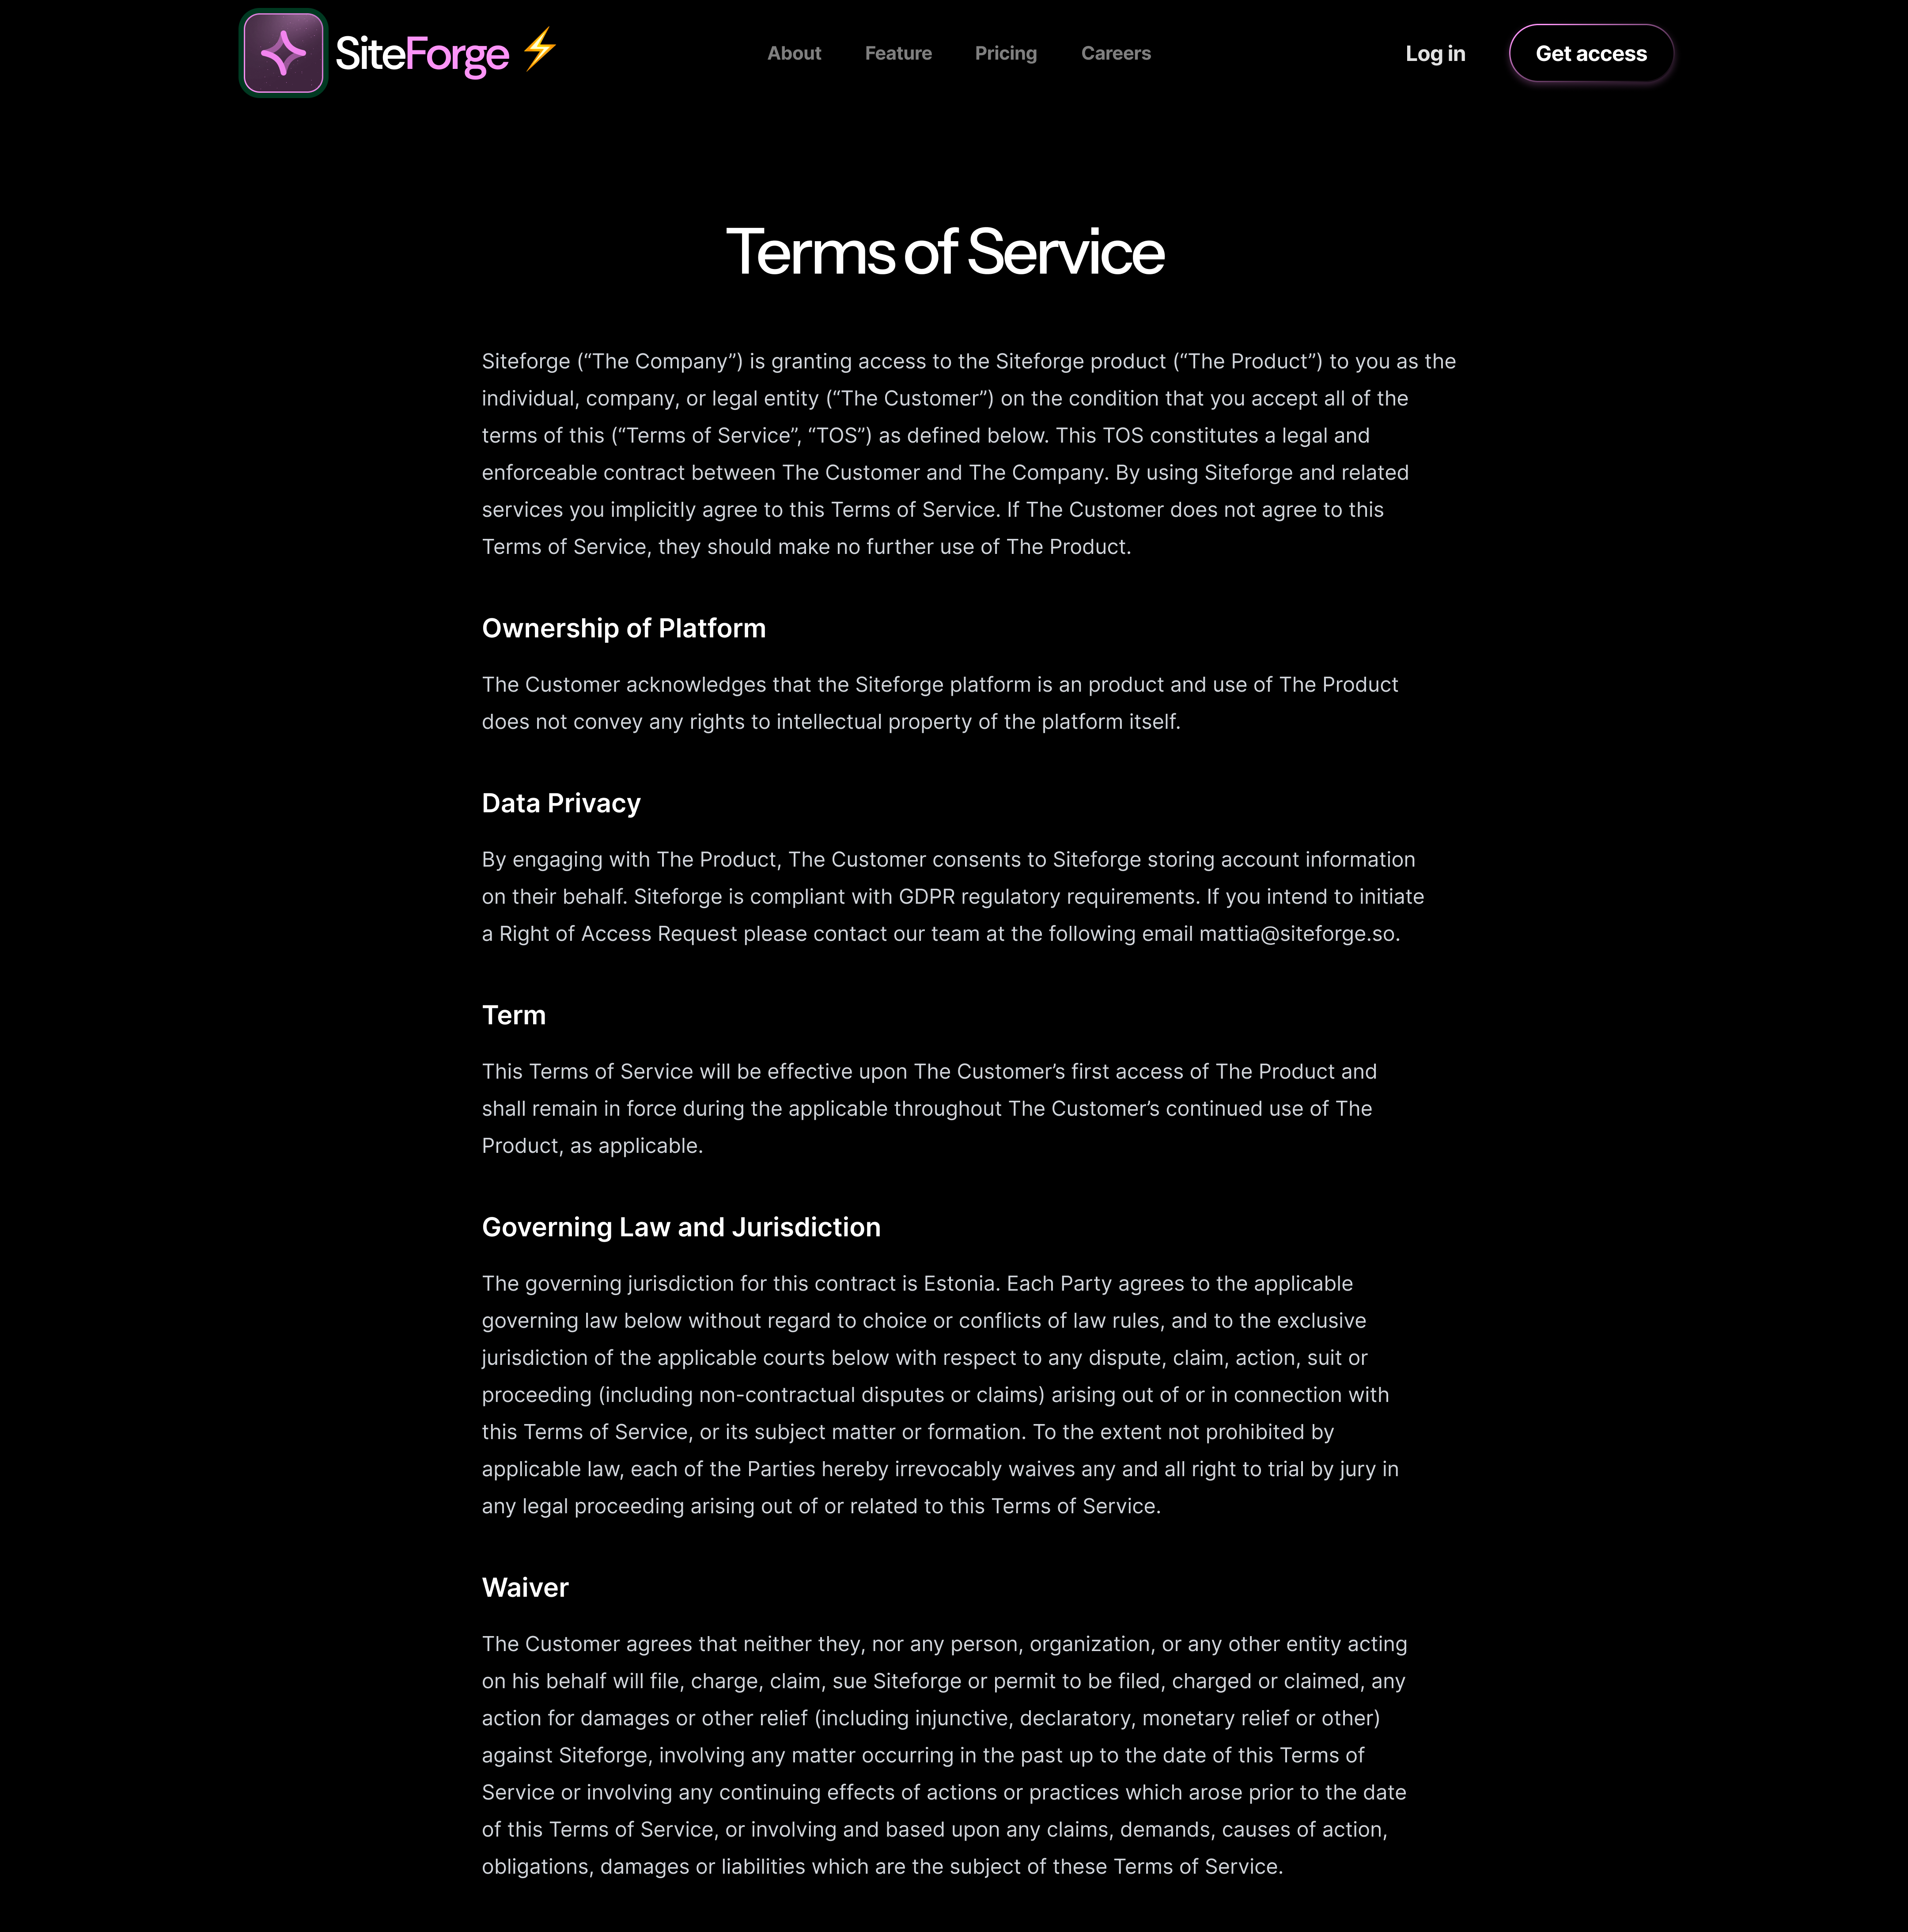 SiteForge ⚡
About Feature Pricing Careers
Log in
Get access
Terms of Service
Siteforge (“The Company”) is granting access to the Siteforge product (“The Product”) to you as the
individual, company, or legal entity (“The Customer”) on the condition that you accept all of the
terms of this (“Terms of Service”, “TOS”) as defined below. This TOS constitutes a legal and
enforceable contract between The Customer and The Company. By using Siteforge and related
services you implicitly agree to this Terms of Service. If The Customer does not agree to this
Terms of Service, they should make no further use of The Product.
Ownership of Platform
The Customer acknowledges that the Siteforge platform is an product and use of The Product
does not convey any rights to intellectual property of the platform itself.
Data Privacy
By engaging with The Product, The Customer consents to Siteforge storing account information
on their behalf. Siteforge is compliant with GDPR regulatory requirements. If you intend to initiate
a Right of Access Request please contact our team at the following email mattia@siteforge.so.
Term
This Terms of Service will be effective upon The Customer’s first access of The Product and
shall remain in force during the applicable throughout The Customer’s continued use of The
Product, as applicable.
Governing Law and Jurisdiction
The governing jurisdiction for this contract is Estonia. Each Party agrees to the applicable
governing law below without regard to choice or conflicts of law rules, and to the exclusive
jurisdiction of the applicable courts below with respect to any dispute, claim, action, suit or
proceeding (including non-contractual disputes or claims) arising out of or in connection with
this Terms of Service, or its subject matter or formation. To the extent not prohibited by
applicable law, each of the Parties hereby irrevocably waives any and all right to trial by jury in
any legal proceeding arising out of or related to this Terms of Service.
Waiver
The Customer agrees that neither they, nor any person, organization, or any other entity acting
on his behalf will file, charge, claim, sue Siteforge or permit to be filed, charged or claimed, any
action for damages or other relief (including injunctive, declaratory, monetary relief or other)
against Siteforge, involving any matter occurring in the past up to the date of this Terms of
Service or involving any continuing effects of actions or practices which arose prior to the date
of this Terms of Service, or involving and based upon any claims, demands, causes of action,
obligations, damages or liabilities which are the subject of these Terms of Service.